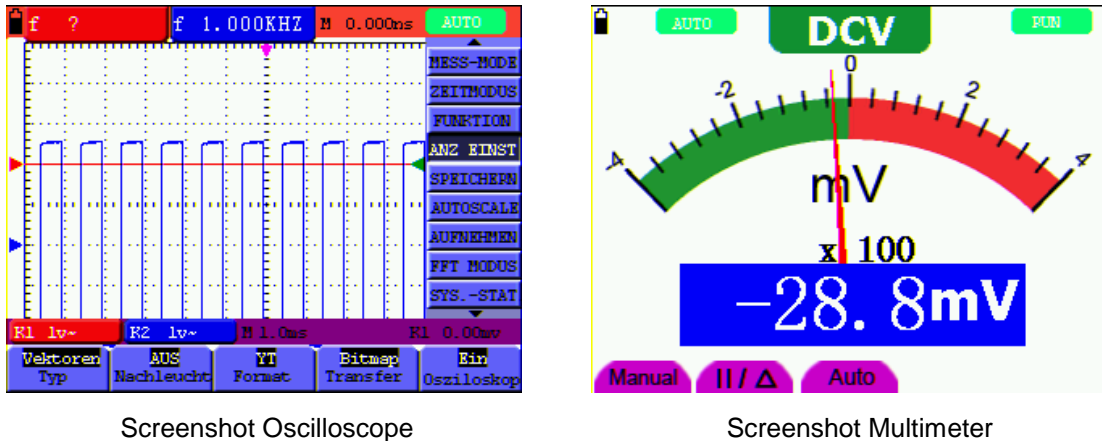 f ? f 1.000KHZ M 0.000ns AUTO
MESS-MODE
ZEITMODUS
FUNKTION
ANZ EINST
SPEICHERN
AUTOSCALE
AUFNEHMEN
FFT MODUS
SYS.-STAT
K1 1v~ K2 1v~ M 1.0ms K1 0.00mv
Vektoren AUS YT Bitmap Ein
Typ Nachleucht Format Transfer Osziloskop
AUTO DCV RUN
-4 -2 0 2 4
mV
x 100
-28.8mV
Manual II / Δ Auto
Screenshot Oscilloscope Screenshot Multimeter